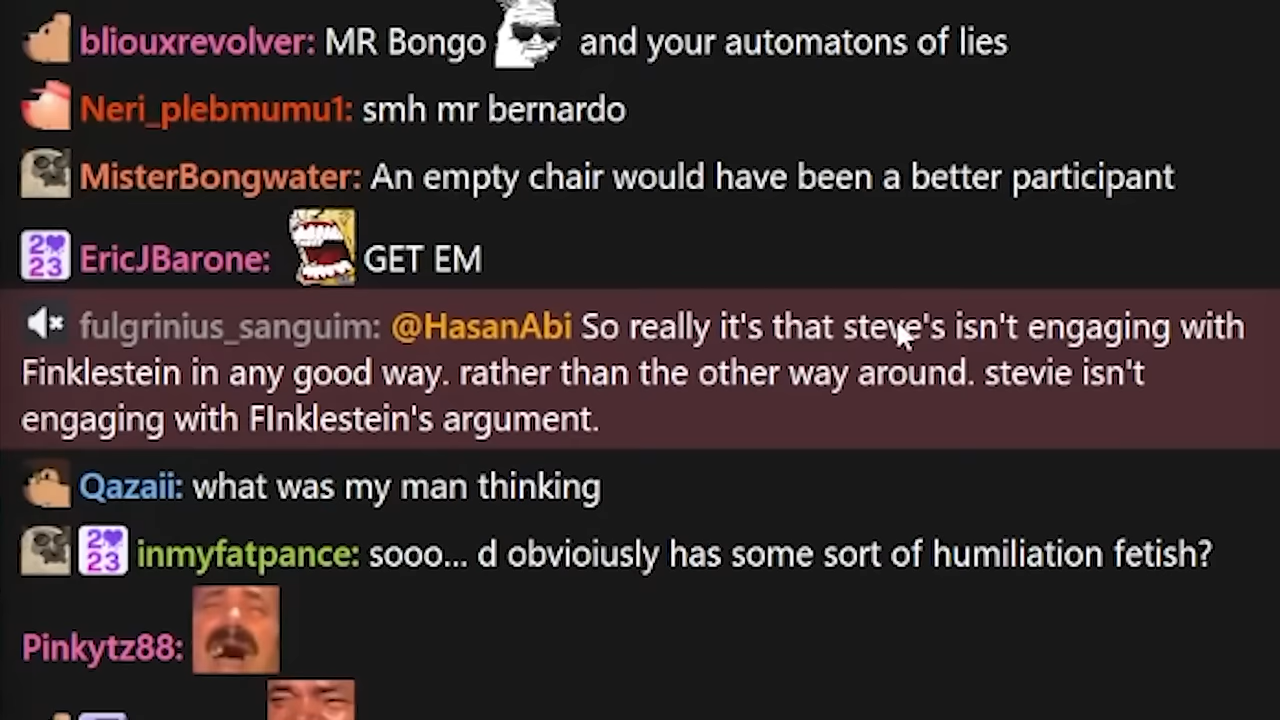 bliouxrevolver: MR Bongo and your automatons of lies
Neri_plebmumu1: smh mr bernardo
MisterBongwater: An empty chair would have been a better participant
2023 EricJBarone: GET EM
fulgrinius_sanguim: @HasanAbi So really it's that steve's isn't engaging with
Finklestein in any good way. rather than the other way around. stevie isn't
engaging with FInklestein's argument.
Qazaii: what was my man thinking
2023 inmyfatpance: sooo... d obvioiusly has some sort of humiliation fetish?
Pinkytz88: